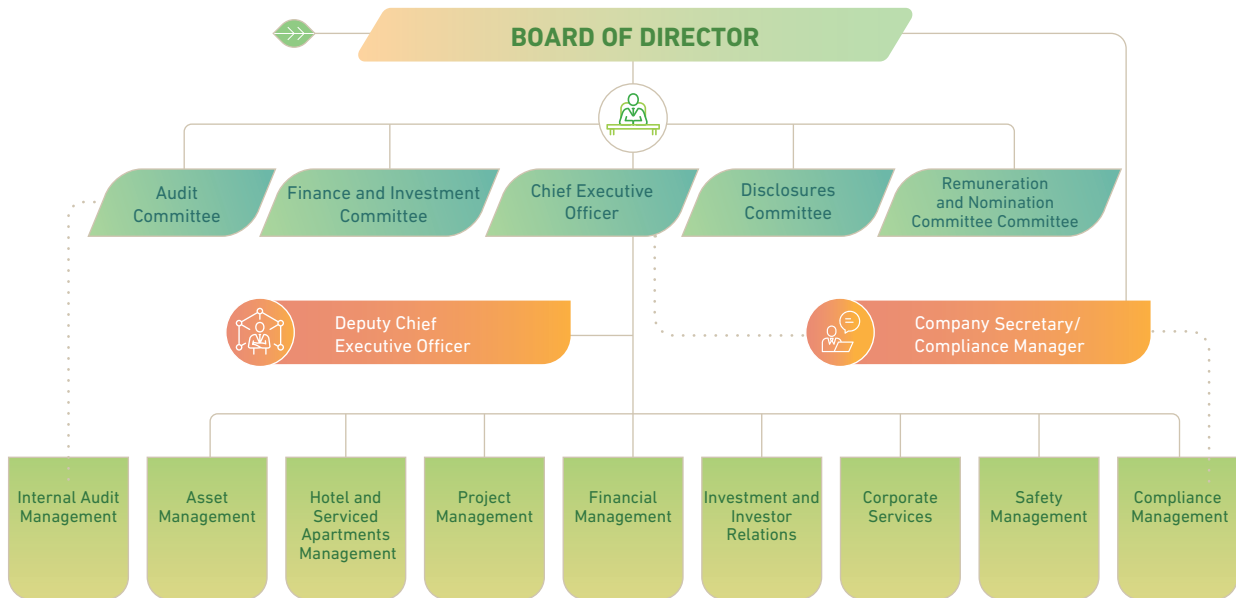 BOARD OF DIRECTOR
Audit
Committee
Finance and Investment
Committee
Chief Executive
Officer
Disclosures
Committee
Remuneration
and Nomination
Committee Committee
Deputy Chief
Executive Officer
Company Secretary/
Compliance Manager
Internal Audit
Management
Asset
Management
Hotel and
Serviced
Apartments
Management
Project
Management
Financial
Management
Investment and
Investor
Relations
Corporate
Services
Safety
Management
Compliance
Management